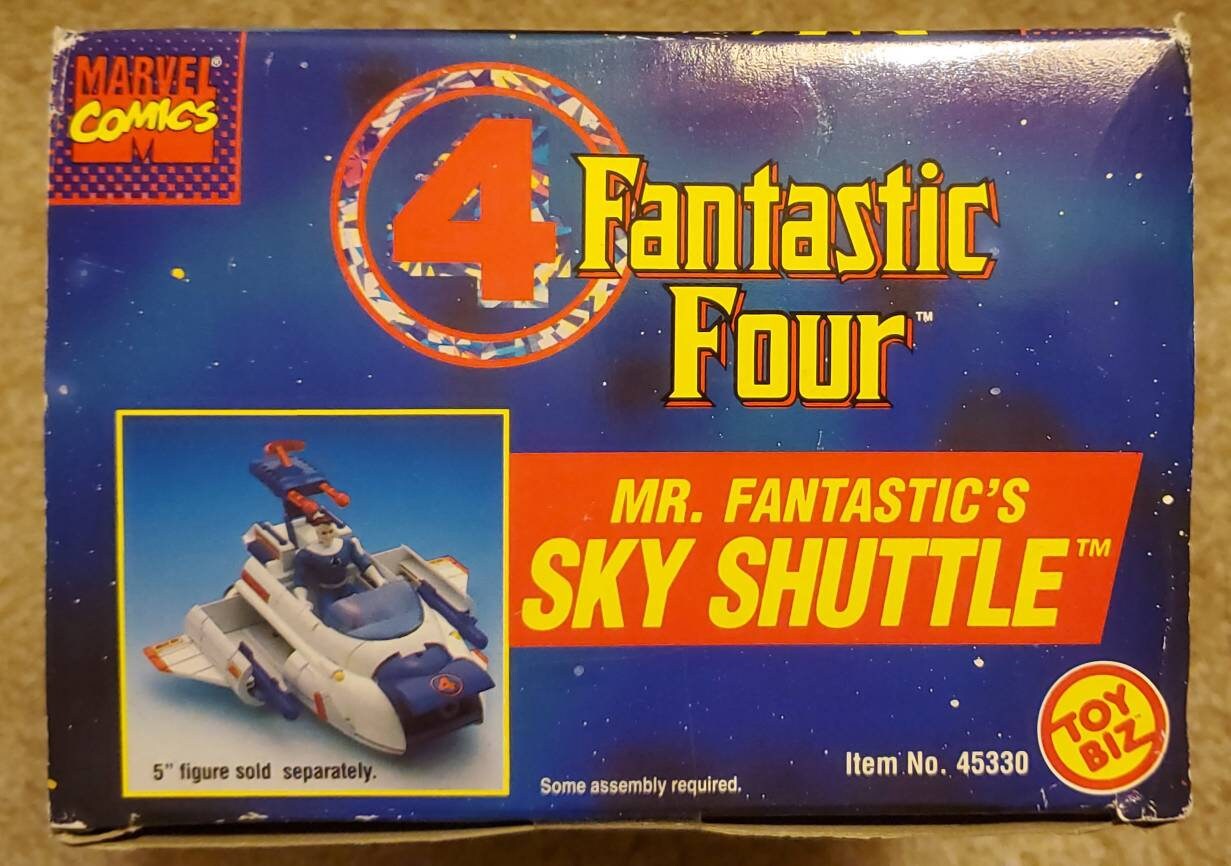 MARVEL®
COMICS
M
4
Fantastic
Four™
MR. FANTASTIC'S
SKY SHUTTLE™
4
5” figure sold separately.
Some assembly required.
Item No. 45330
TOY
BIZ